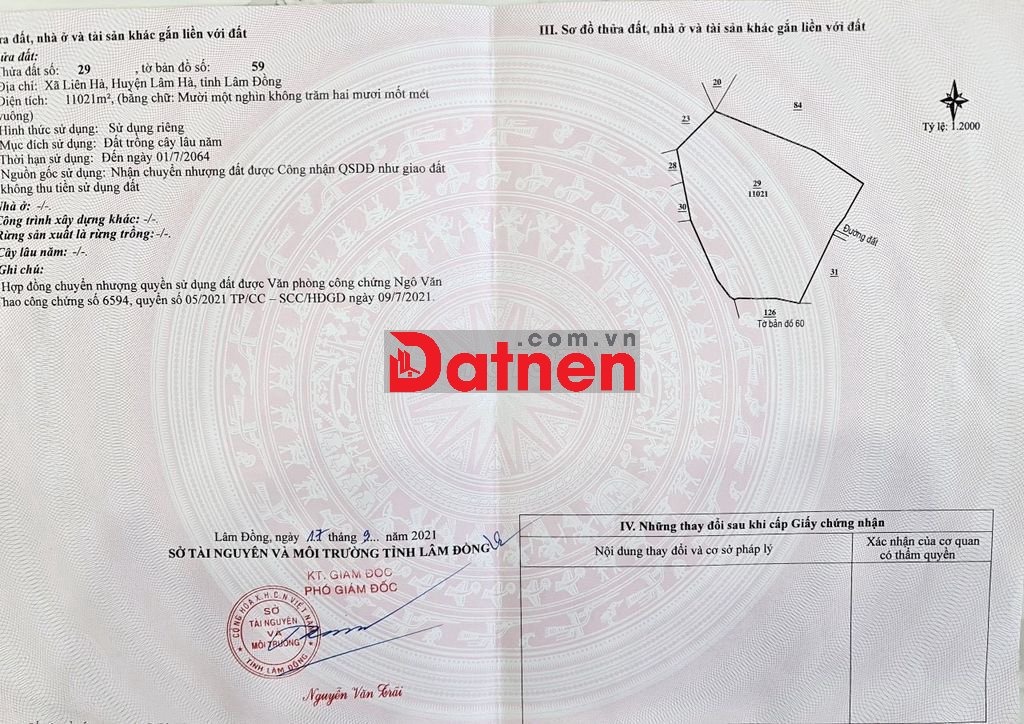 ửa đất, nhà ở và tài sản khác gắn liền với đất
ửa đất:
Thửa đất số: 29 , tờ bản đồ số: 59
Địa chỉ: Xã Liên Hà, Huyện Lâm Hà, tỉnh Lâm Đồng
Diện tích: 11021m², (bằng chữ: Mười một nghìn không trăm hai mươi mốt mét
vuông)
Hình thức sử dụng: Sử dụng riêng
Mục đích sử dụng: Đất trồng cây lâu năm
Thời hạn sử dụng: Đến ngày 01/7/2064
Nguồn gốc sử dụng: Nhận chuyển nhượng đất được Công nhận QSDĐ như giao đất
không thu tiền sử dụng đất
Nhà ở: -/-.
Công trình xây dựng khác: -/-.
Rừng sản xuất là rừng trồng: -/-.
Cây lâu năm: -/-.
Ghi chú:
Hợp đồng chuyển nhượng quyền sử dụng đất được Văn phòng công chứng Ngô Văn
Thao công chứng số 6594, quyển số 05/2021 TP/CC – SCC/HDGD ngày 09/7/2021.
Lâm Đồng, ngày 17 tháng 9... năm 2021
SỞ TÀI NGUYÊN VÀ MÔI TRƯỜNG TỈNH LÂM ĐỒNG
KT. GIÁM ĐỐC
PHÓ GIÁM ĐỐC
CỘNG HÒA X.H.C.N VIỆT NAM
SỞ
TÀI NGUYÊN
VÀ
MÔI TRƯỜNG
TỈNH LÂM ĐỒNG
Nguyễn Văn Trãi
III. Sơ đồ thửa đất, nhà ở và tài sản khác gắn liền với đất
20
84
23
Tỷ lệ: 1.2000
28
29
11021
30
Đường đất
31
126
Tờ bản đồ 60
.com.vn
Datnen
IV. Những thay đổi sau khi cấp Giấy chứng nhận
Nội dung thay đổi và cơ sở pháp lý
Xác nhận của cơ quan
có thẩm quyền